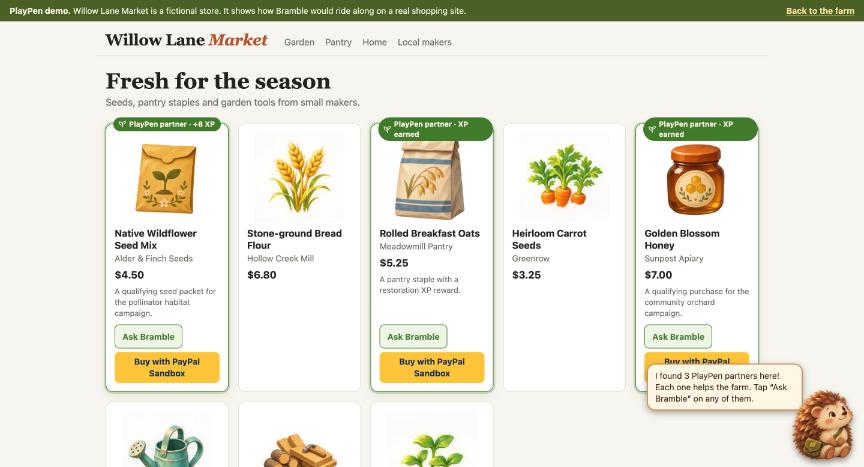 PlayPen demo. Willow Lane Market is a fictional store. It shows how Bramble would ride along on a real shopping site.
Back to the farm
Willow Lane Market
Garden
Pantry
Home
Local makers
Fresh for the season
Seeds, pantry staples and garden tools from small makers.
PlayPen partner · +8 XP
Native Wildflower
Seed Mix
Alder & Finch Seeds
$4.50
A qualifying seed packet for
the pollinator habitat
campaign.
Ask Bramble
Buy with PayPal
Sandbox
Stone-ground Bread
Flour
Hollow Creek Mill
$6.80
PlayPen partner · XP
earned
Rolled Breakfast Oats
Meadowmill Pantry
$5.25
A pantry staple with a
restoration XP reward.
Ask Bramble
Buy with PayPal
Sandbox
Heirloom Carrot
Seeds
Greenrow
$3.25
PlayPen partner · XP
earned
Golden Blossom
Honey
Sunpost Apiary
$7.00
A qualifying purchase for the
community orchard
campaign.
Ask Bramble
Buy with PayPal
I found 3 PlayPen partners here!
Each one helps the farm. Tap “Ask
Bramble” on any of them.